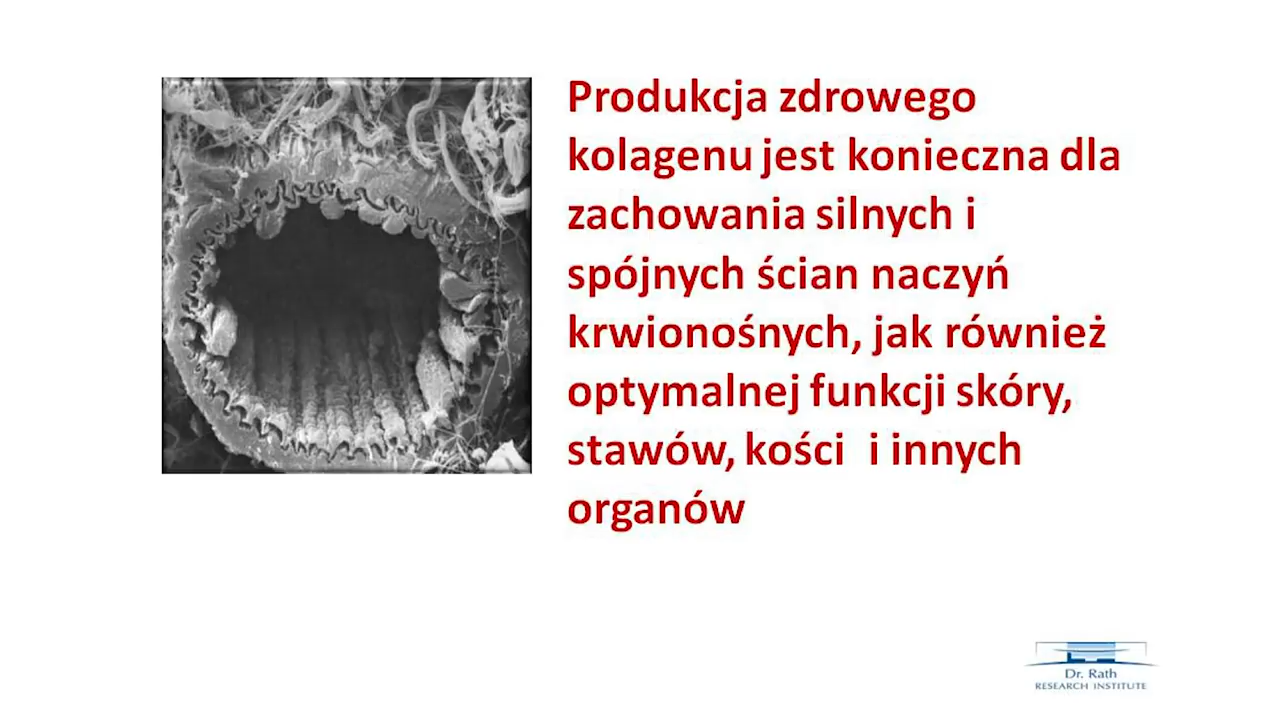 Produkcja zdrowego
kolagenu jest konieczna dla
zachowania silnych i
spójnych ścian naczyń
krwionośnych, jak również
optymalnej funkcji skóry,
stawów, kości i innych
organów
Dr. Rath
RESEARCH INSTITUTE